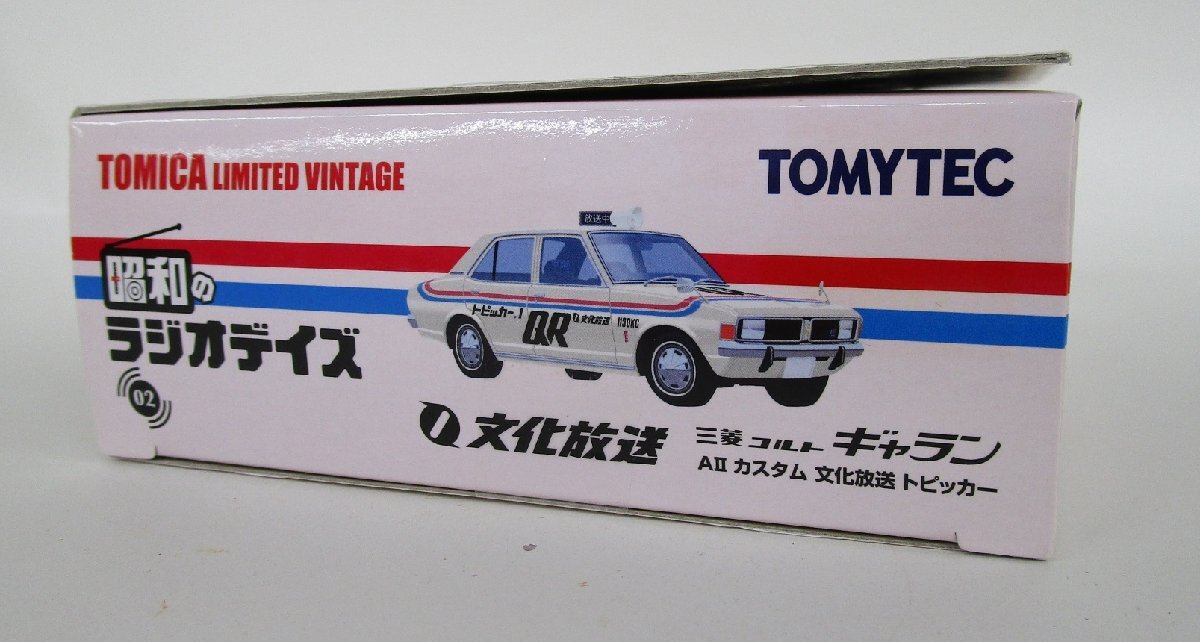 TOMICA LIMITED VINTAGE
TOMYTEC
昭和の
ラジオデイズ
02
放送中
トピッカー.1
QR
文化放送
1130KC
文化放送
三菱 コルト ギャラン
AII カスタム 文化放送 トピッカー